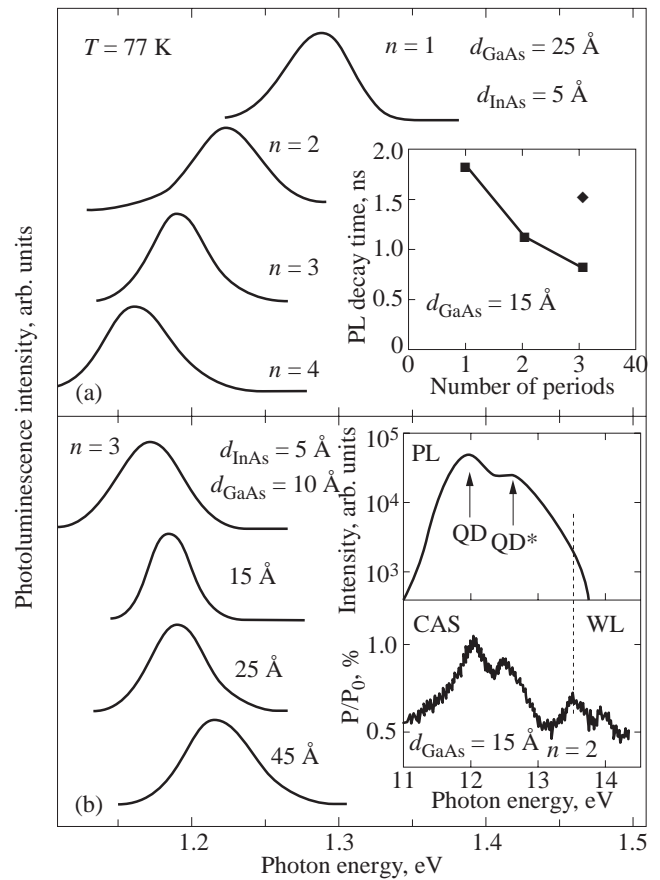 T = 77 K
n = 1
d_GaAs = 25 Å
d_InAs = 5 Å
n = 2
n = 3
n = 4
(a)
2.0
1.5
1.0
0.5
0
0
1
2
3
40
PL decay time, ns
d_GaAs = 15 Å
Number of periods
Photoluminescence intensity, arb. units
n = 3
d_InAs = 5 Å
d_GaAs = 10 Å
15 Å
25 Å
45 Å
(b)
PL
10^5
10^4
10^3
Intensity, arb. units
QD
QD*
CAS
WL
1.0
0.5
P/P_0, %
d_GaAs = 15 Å
n = 2
11
12
13
14
Photon energy, eV
1.2
1.3
1.4
1.5
Photon energy, eV